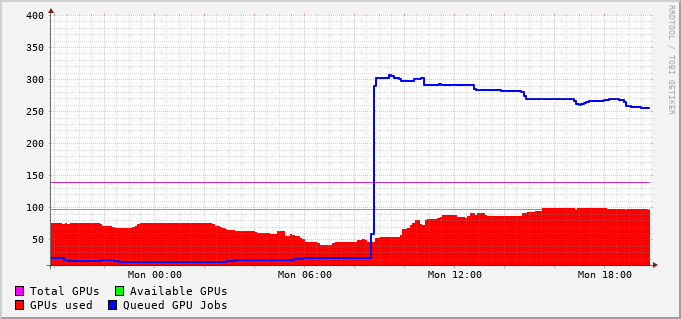 400
350
300
250
200
150
100
50
Mon 00:00 Mon 06:00 Mon 12:00 Mon 18:00
Total GPUs Available GPUs
GPUs used Queued GPU Jobs
RRDTOOL / TOBI OETIKER